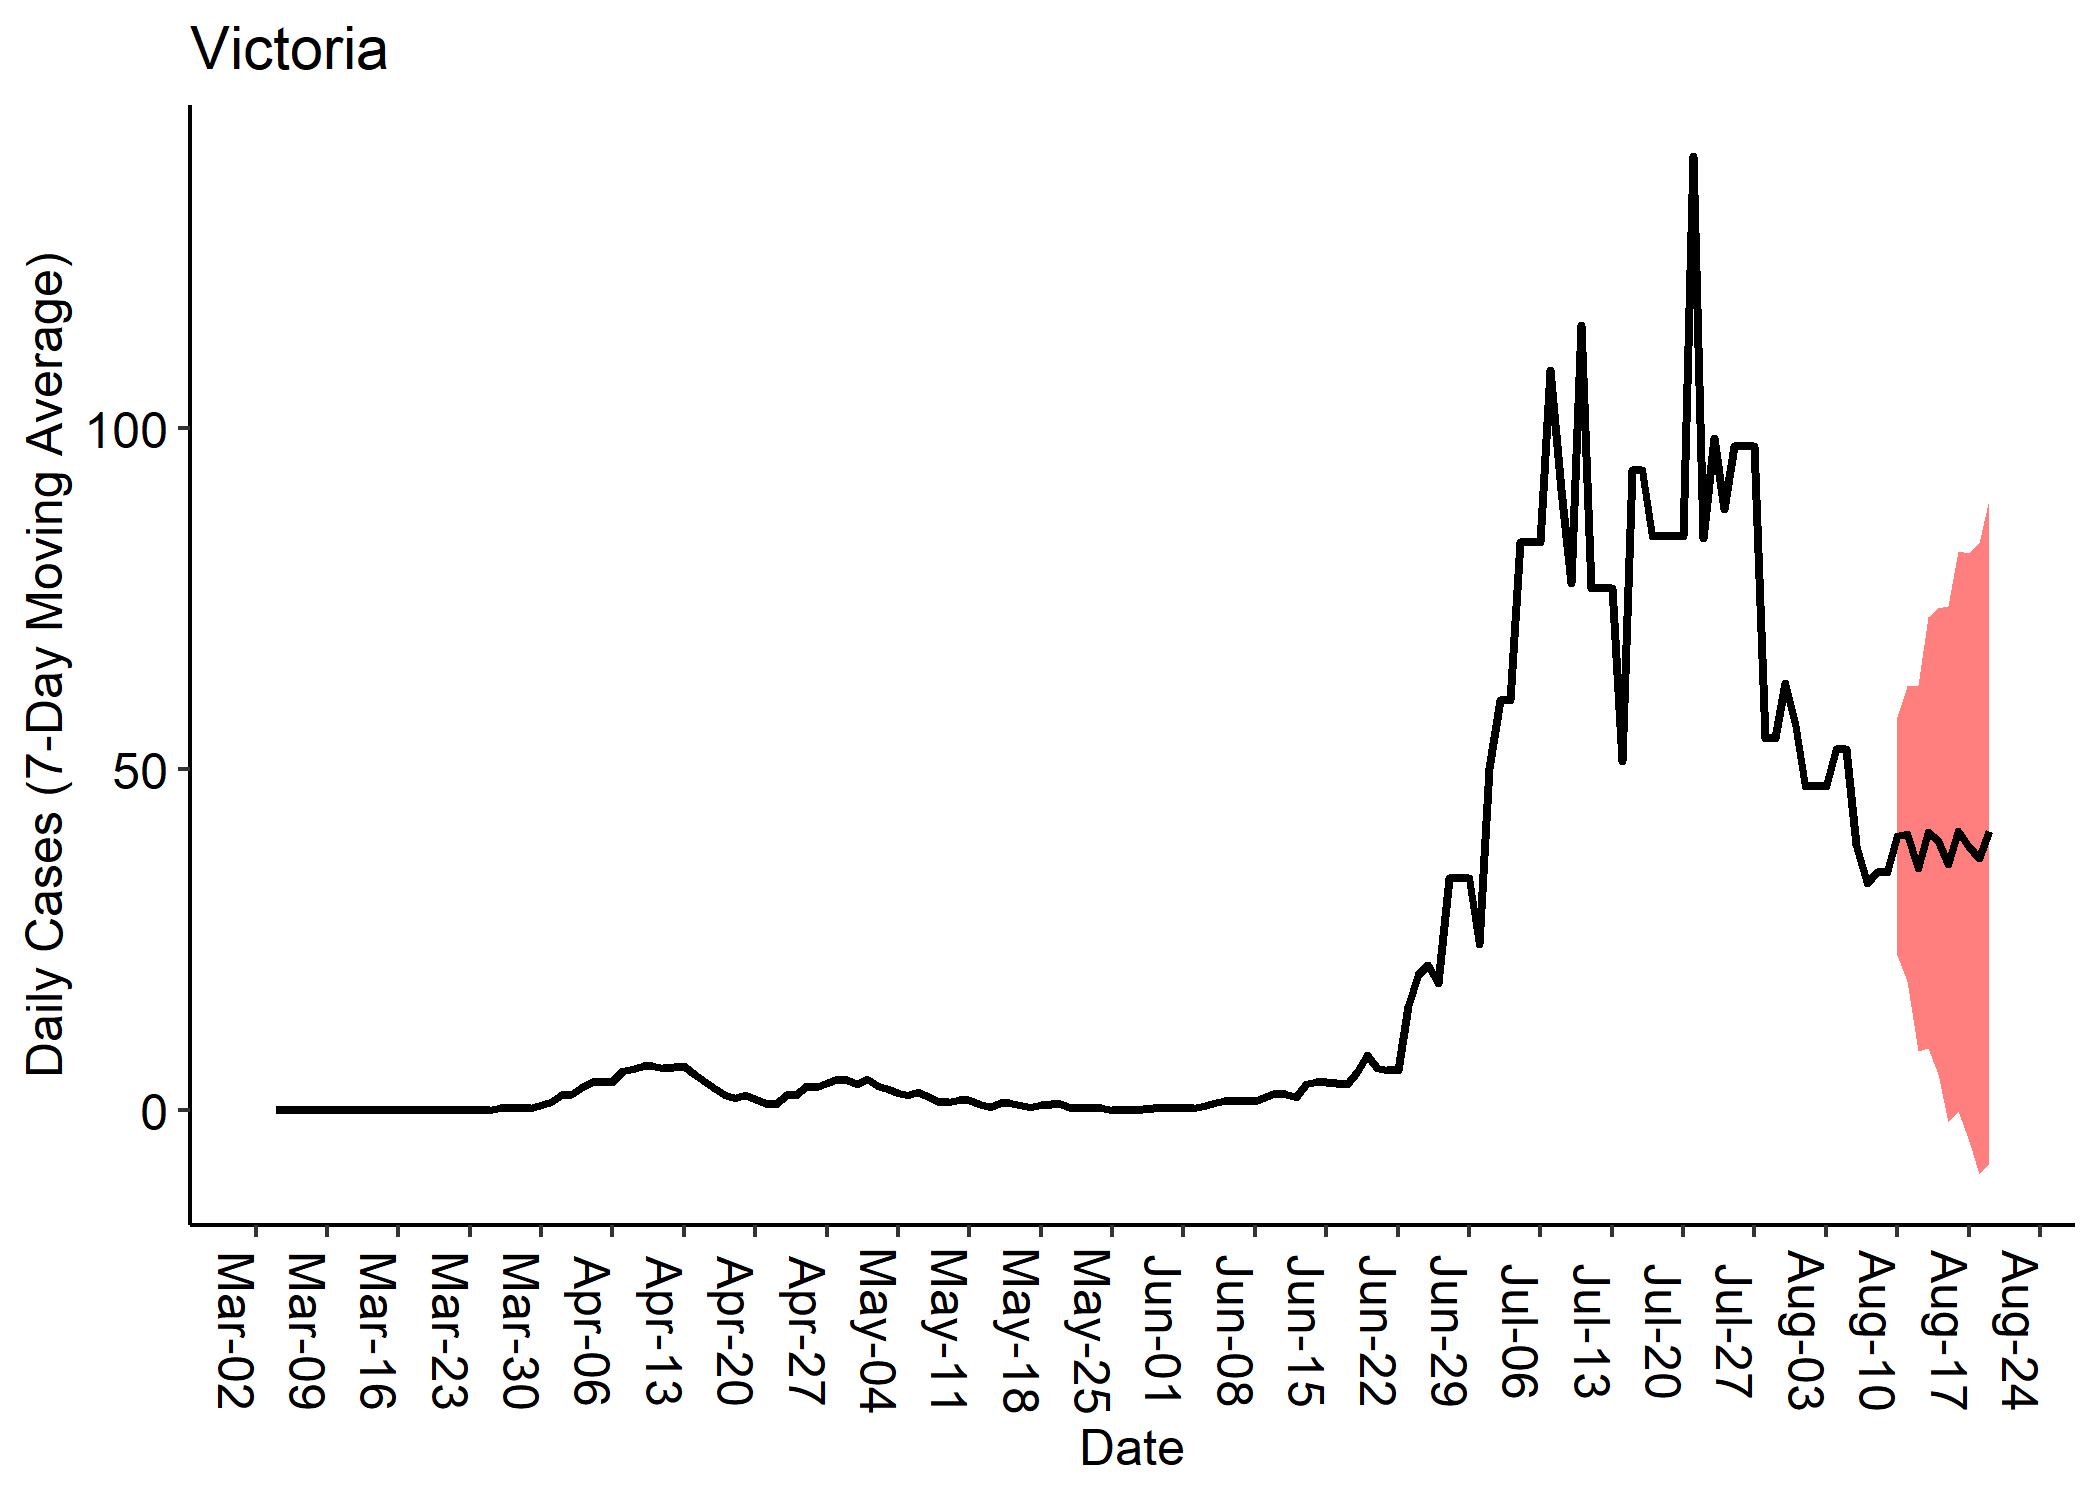 Victoria
Daily Cases (7-Day Moving Average)
100
50
0
Mar-02
Mar-09
Mar-16
Mar-23
Mar-30
Apr-06
Apr-13
Apr-20
Apr-27
May-04
May-11
May-18
May-25
Jun-01
Jun-08
Jun-15
Jun-22
Jun-29
Jul-06
Jul-13
Jul-20
Jul-27
Aug-03
Aug-10
Aug-17
Aug-24
Date